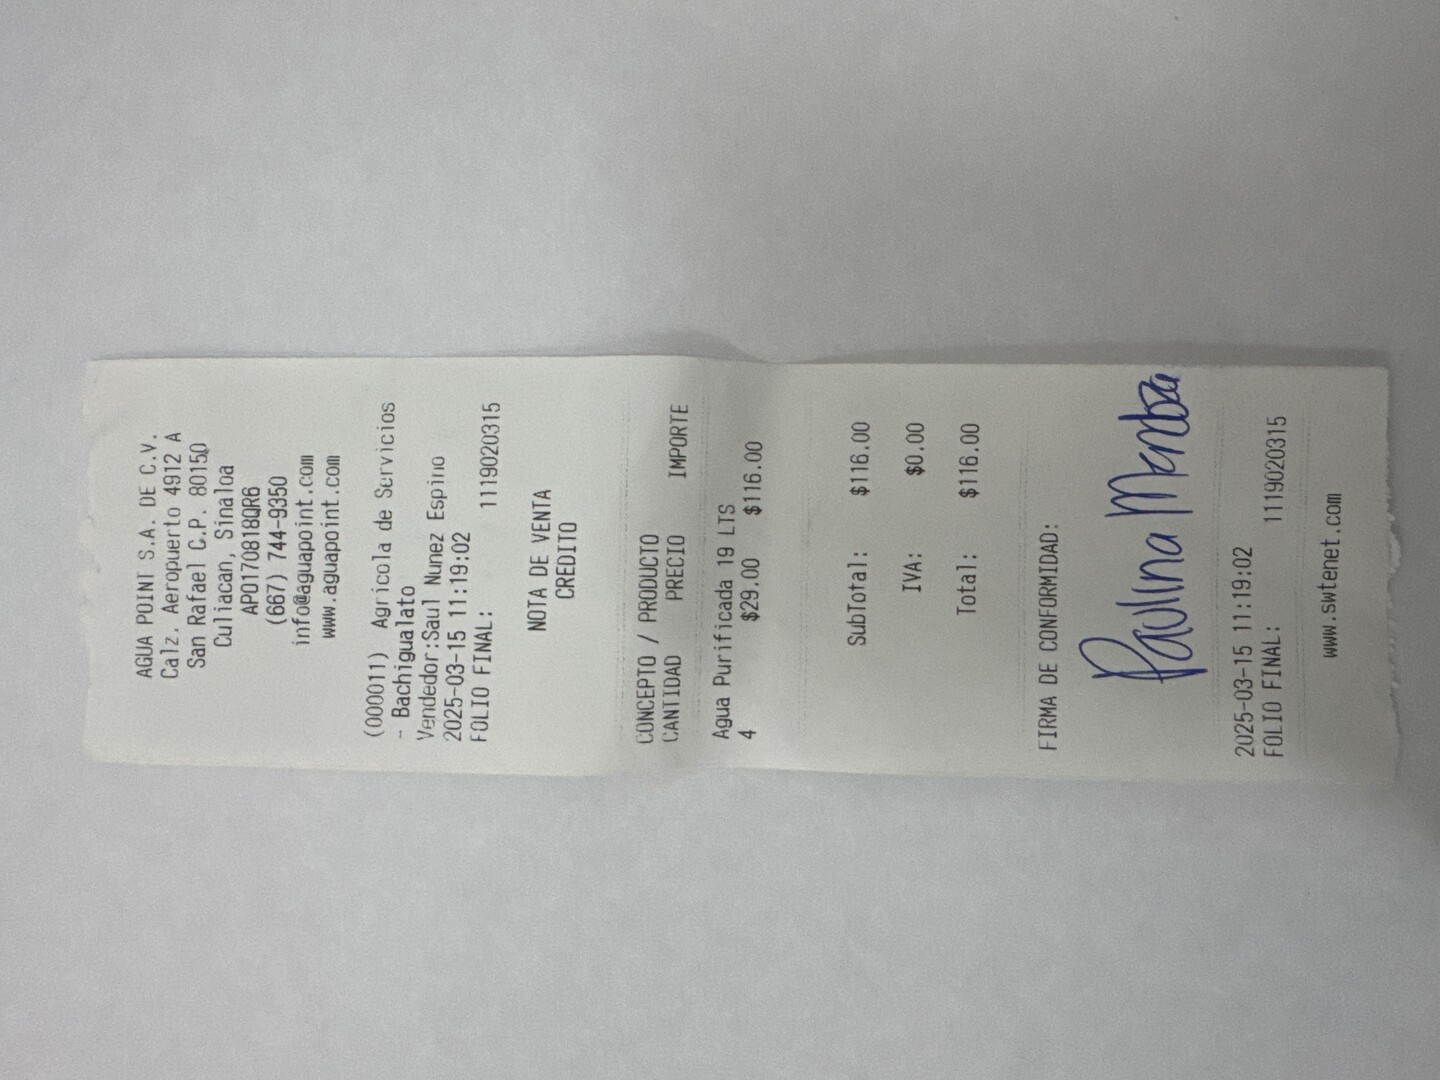 AGUA POINT S.A. DE C.V.
Calz. Aeropuerto 4912 A
San Rafael C.P. 80150
Culiacan, Sinaloa
APO170818QR6
(667) 744-9350
info@aguapoint.com
www.aguapoint.com
(000011) Agricola de Servicios
- Bachigualato
Vendedor:Saul Nunez Espino
2025-03-15 11:19:02
FOLIO FINAL: 1119020315
NOTA DE VENTA
CREDITO
CONCEPTO / PRODUCTO
CANTIDAD PRECIO IMPORTE
Agua Purificada 19 LTS
4 $29.00 $116.00
SubTotal: $116.00
IVA: $0.00
Total: $116.00
FIRMA DE CONFORMIDAD:
Paulina Mendoza
2025-03-15 11:19:02
FOLIO FINAL: 1119020315
www.swtenet.com